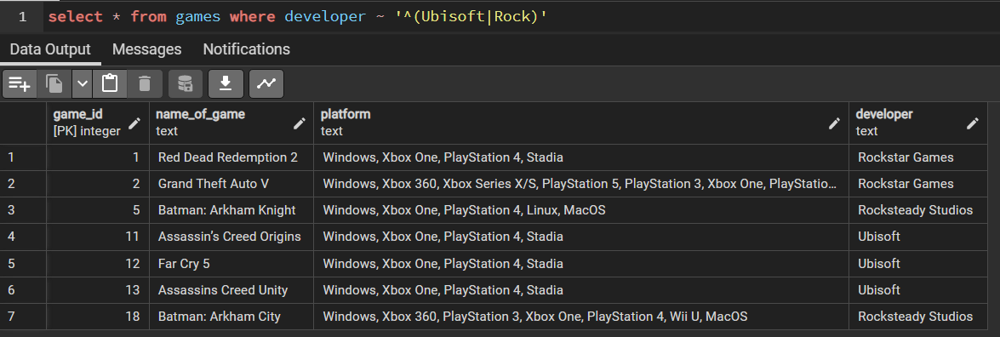 1 select * from games where developer ~ '^(Ubisoft|Rock)'
Data Output Messages Notifications
game_id name_of_game platform developer
[PK] integer text text text
1 1 Red Dead Redemption 2 Windows, Xbox One, PlayStation 4, Stadia Rockstar Games
2 2 Grand Theft Auto V Windows, Xbox 360, Xbox Series X/S, PlayStation 5, PlayStation 3, Xbox One, PlayStatio… Rockstar Games
3 5 Batman: Arkham Knight Windows, Xbox One, PlayStation 4, Linux, MacOS Rocksteady Studios
4 11 Assassin’s Creed Origins Windows, Xbox One, PlayStation 4, Stadia Ubisoft
5 12 Far Cry 5 Windows, Xbox One, PlayStation 4, Stadia Ubisoft
6 13 Assassins Creed Unity Windows, Xbox One, PlayStation 4, Stadia Ubisoft
7 18 Batman: Arkham City Windows, Xbox 360, PlayStation 3, Xbox One, PlayStation 4, Wii U, MacOS Rocksteady Studios